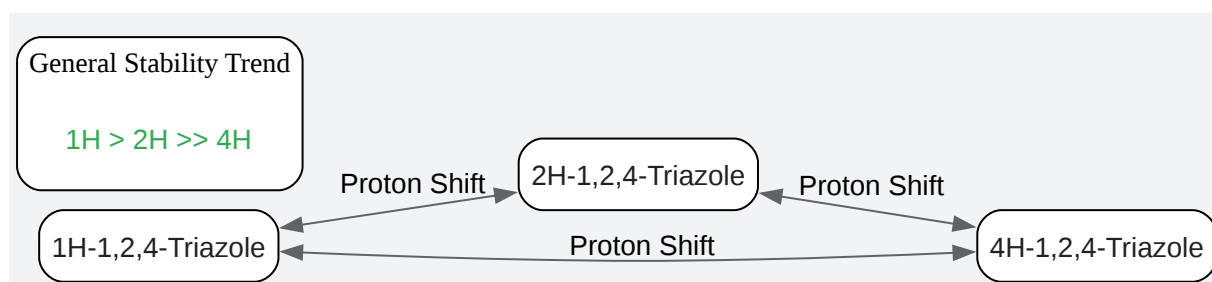 General Stability Trend
1H > 2H >> 4H
Proton Shift
2H-1,2,4-Triazole
Proton Shift
1H-1,2,4-Triazole
Proton Shift
4H-1,2,4-Triazole